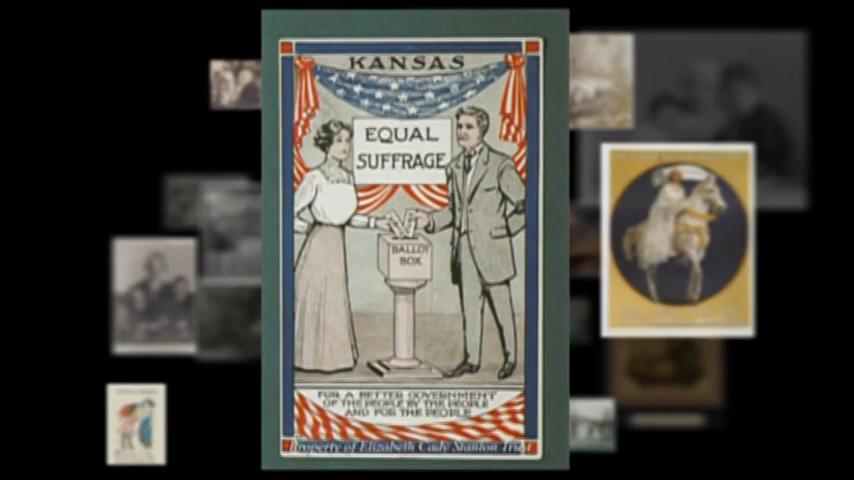 KANSAS
EQUAL
SUFFRAGE
BALLOT
BOX
FOR A BETTER GOVERNMENT
OF THE PEOPLE BY THE PEOPLE
AND FOR THE PEOPLE
Property of Elizabeth Cady Stanton Trust